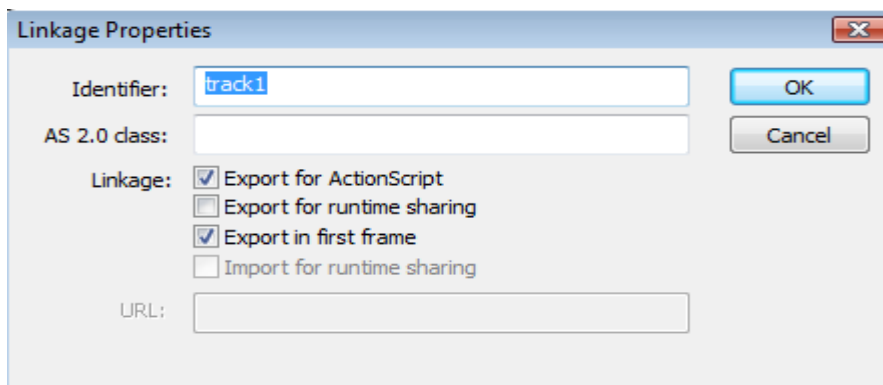 Linkage Properties
Identifier: track1 OK
AS 2.0 class: Cancel
Linkage: Export for ActionScript
Export for runtime sharing
Export in first frame
Import for runtime sharing
URL: